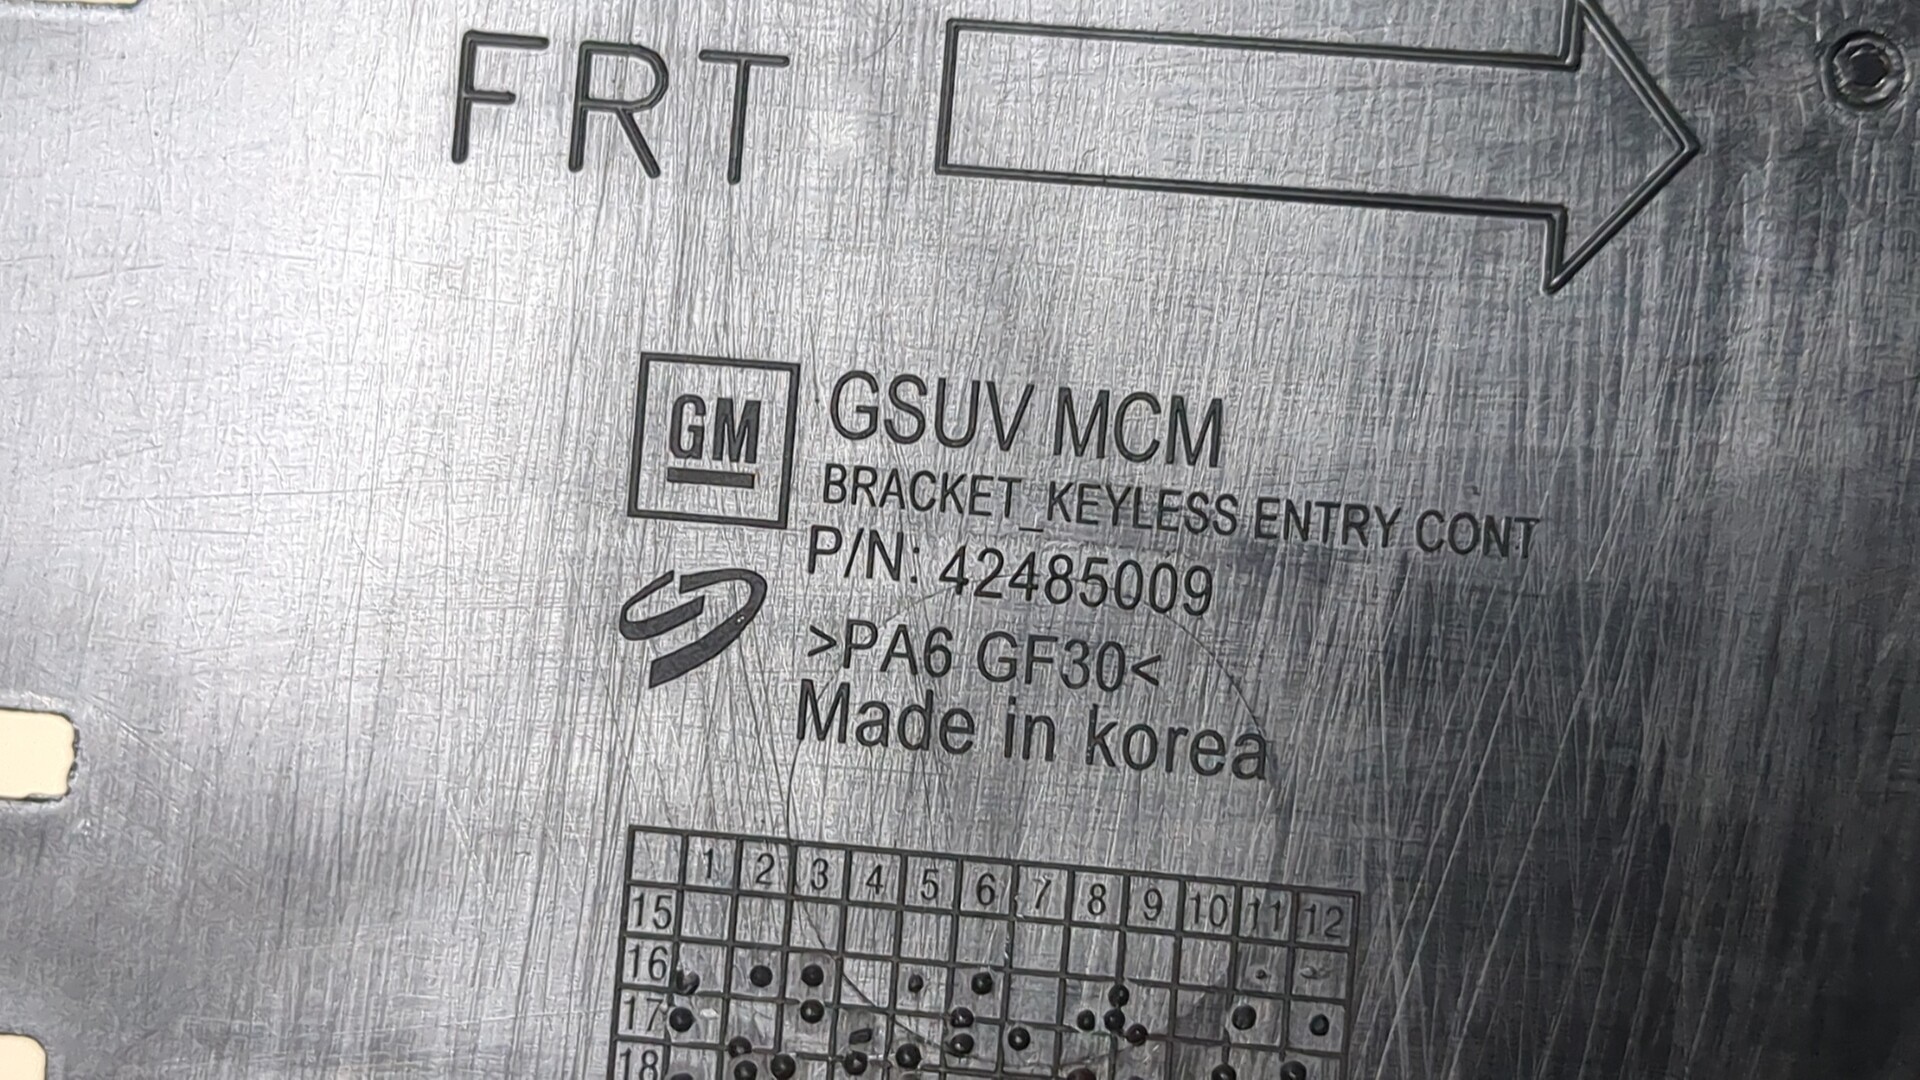 FRT
GM
GSUV MCM
BRACKET_KEYLESS ENTRY CONT
P/N: 42485009
>PA6 GF30<
Made in korea
1 2 3 4 5 6 7 8 9 10 11 12
15
16
17
18